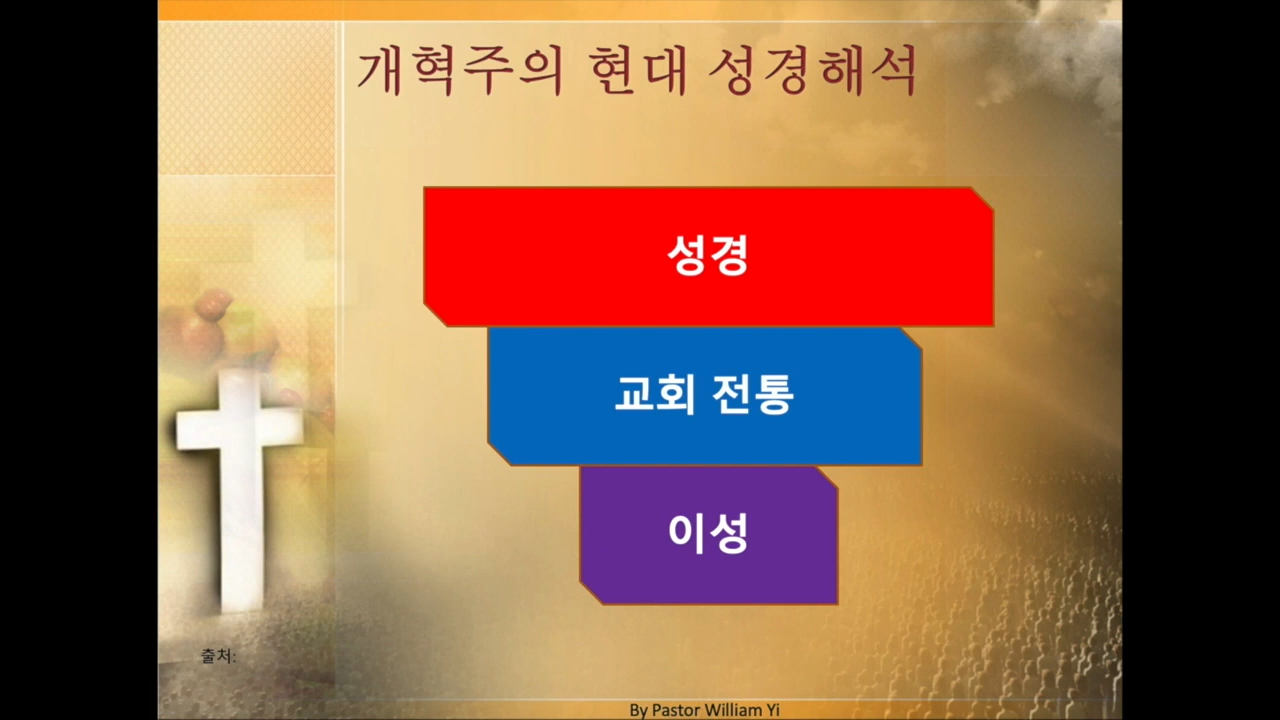 개혁주의 현대 성경해석
성경
교회 전통
이성
출처:
By Pastor William Yi